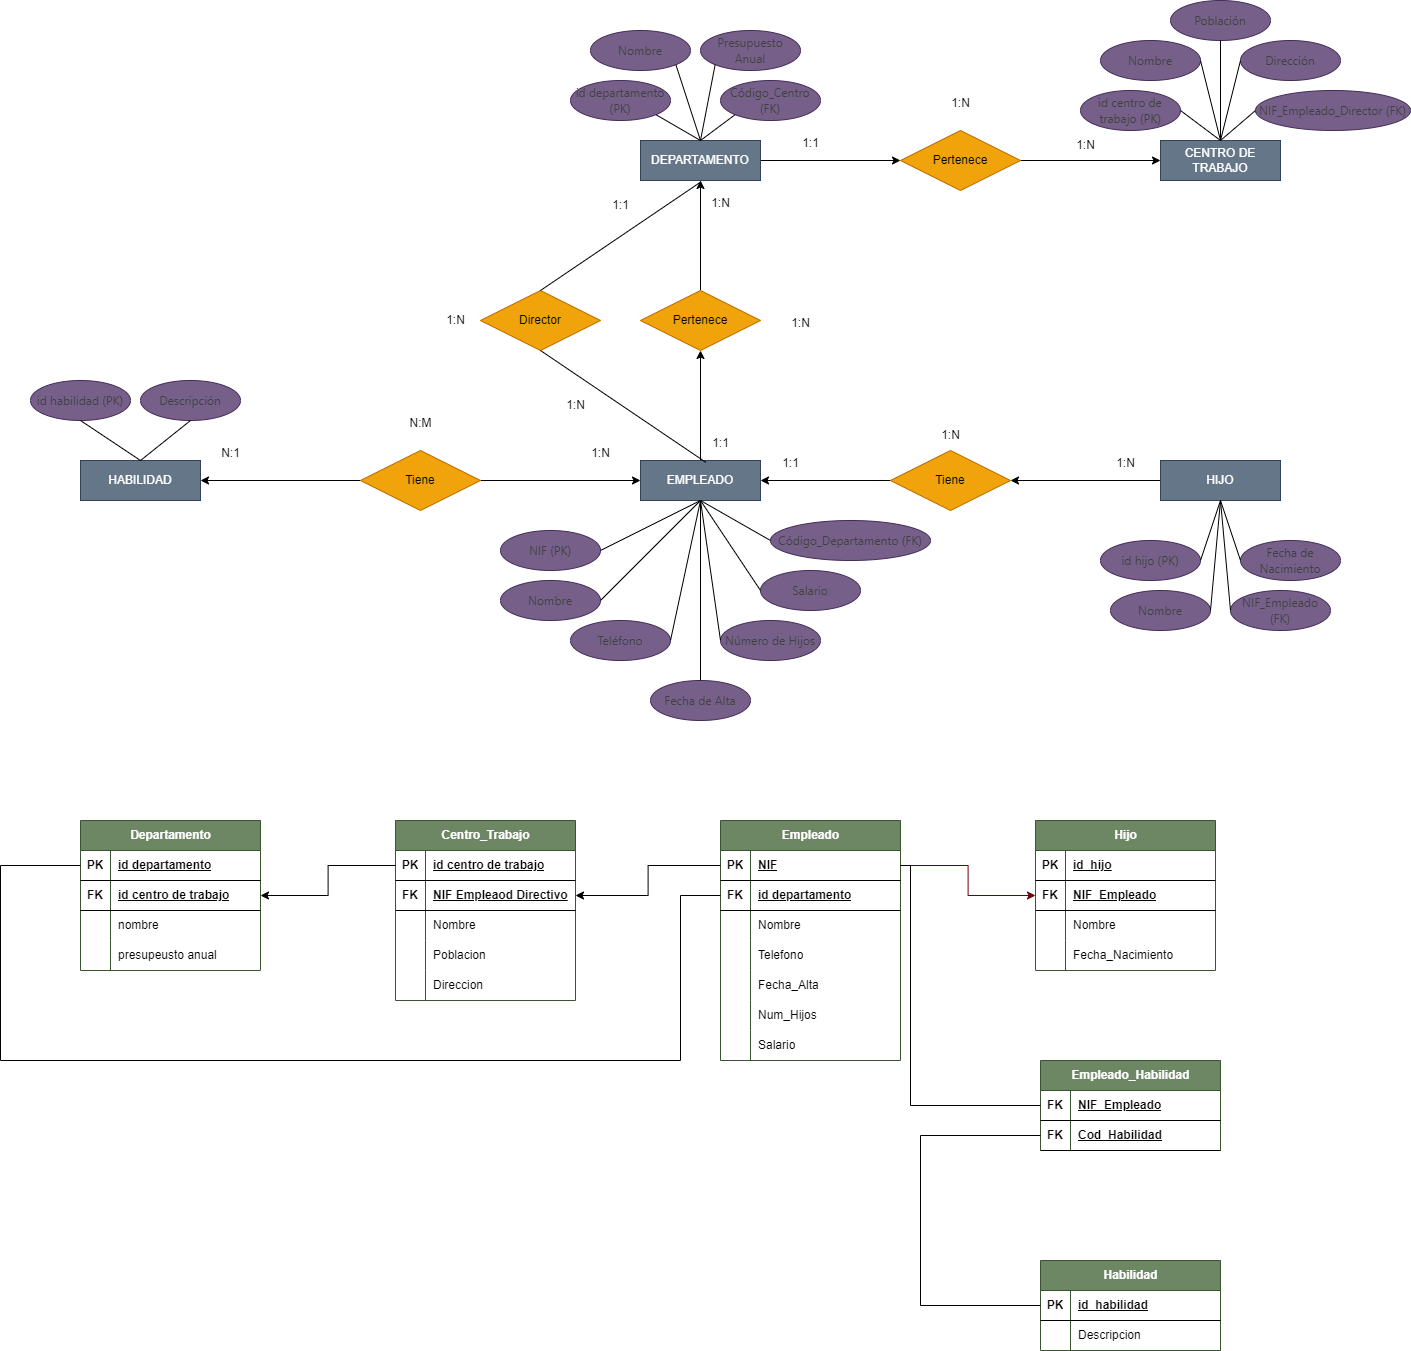 Población
Nombre
Presupuesto
Anual
Nombre
Dirección
id departamento
(PK)
Código_Centro
(FK)
id centro de
trabajo (PK)
NIF_Empleado_Director (FK)
1:N
DEPARTAMENTO
1:1
Pertenece
1:N
CENTRO DE
TRABAJO
1:1
1:N
1:N
Director
Pertenece
1:N
id habilidad (PK)
Descripción
1:N
N:M
1:N
HABILIDAD
N:1
Tiene
1:N
1:1
EMPLEADO
1:1
Tiene
1:N
HIJO
NIF (PK)
Código_Departamento (FK)
Nombre
Salario
Teléfono
Número de Hijos
Fecha de Alta
id hijo (PK)
Fecha de
Nacimiento
Nombre
NIF_Empleado
(FK)
Departamento
PK id departamento
FK id centro de trabajo
nombre
presupeusto anual
Centro_Trabajo
PK id centro de trabajo
FK NIF Empleaod Directivo
Nombre
Poblacion
Direccion
Empleado
PK NIF
FK id departamento
Nombre
Telefono
Fecha_Alta
Num_Hijos
Salario
Hijo
PK id_hijo
FK NIF_Empleado
Nombre
Fecha_Nacimiento
Empleado_Habilidad
FK NIF_Empleado
FK Cod_Habilidad
Habilidad
PK id_habilidad
Descripcion